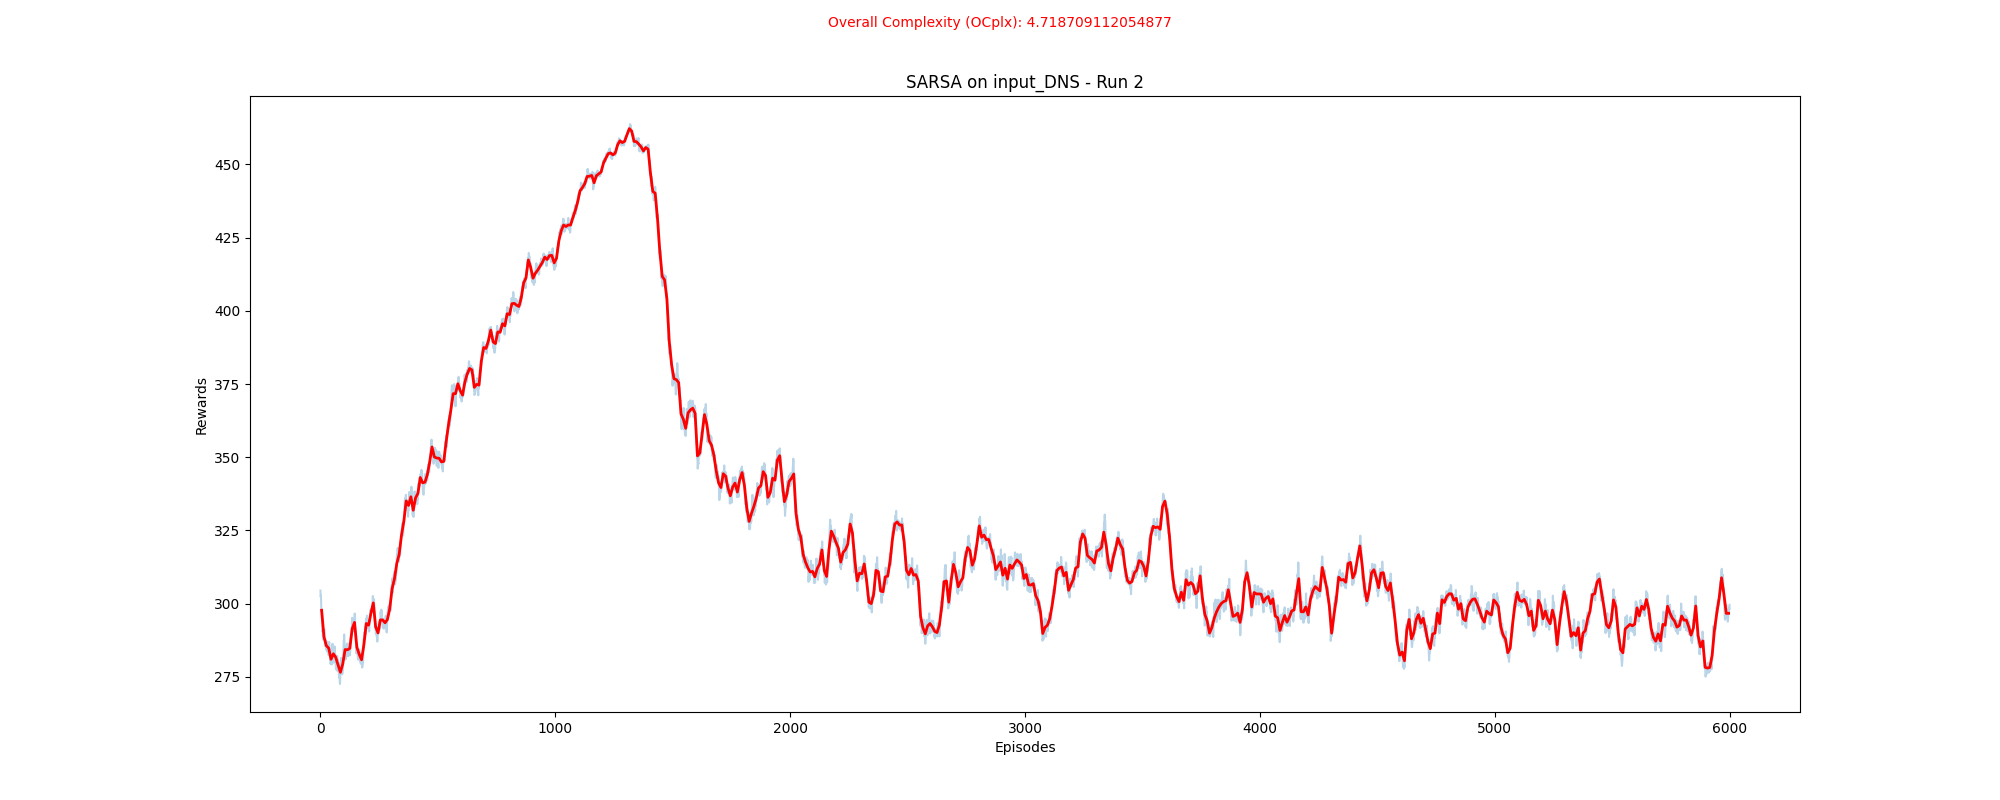 Overall Complexity (OCplx): 4.718709112054877
SARSA on input_DNS - Run 2
450
425
400
375
350
325
300
275
Rewards
0 1000 2000 3000 4000 5000 6000
Episodes